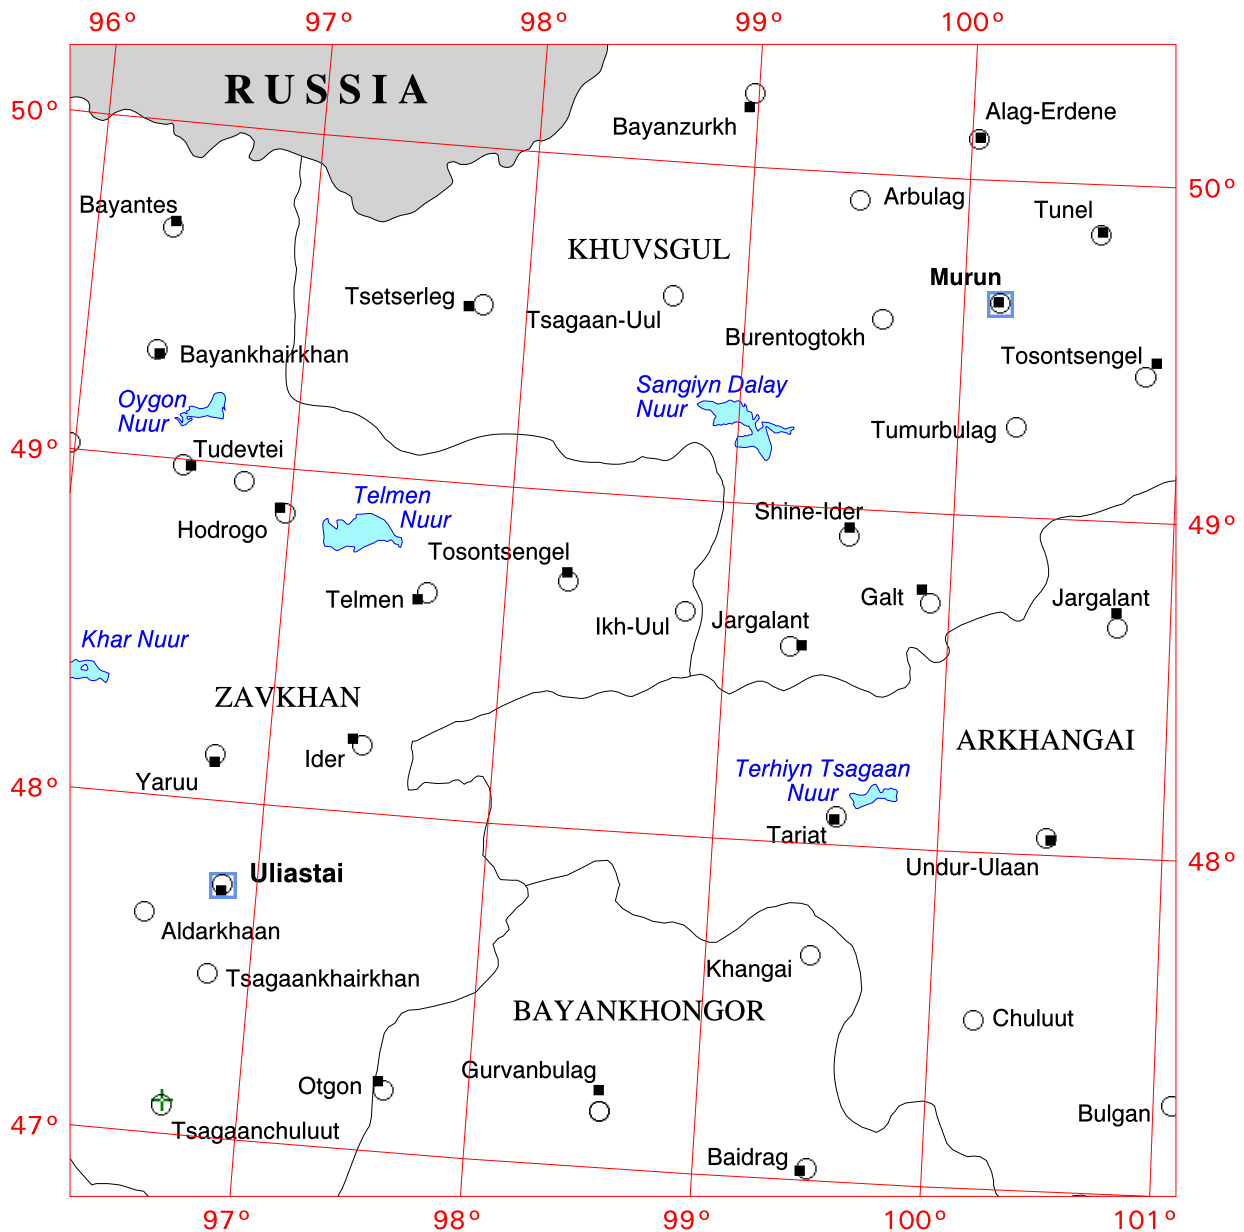 96° 97° 98° 99° 100°
RUSSIA
50°
Bayanzurkh
Alag-Erdene
50°
Bayantes
Arbulag
Tunel
KHUVSGUL
Murun
Tsetserleg
Tsagaan-Uul
Burentogtokh
Bayankhairkhan
Tosontsengel
Oygon
Nuur
Sangiyn Dalay
Nuur
Tumurbulag
49°
Tudevtei
Telmen
Nuur
Shine-Ider
49°
Hodrogo
Tosontsengel
Telmen
Galt
Jargalant
Ikh-Uul
Jargalant
Khar Nuur
ZAVKHAN
ARKHANGAI
Ider
Terhiyn Tsagaan
Nuur
Yaruu
48°
Tariat
48°
Undur-Ulaan
Uliastai
Aldarkhaan
Tsagaankhairkhan
Khangai
BAYANKHONGOR
Chuluut
Otgon
Gurvanbulag
Bulgan
47°
Tsagaanchuluut
Baidrag
97° 98° 99° 100° 101°